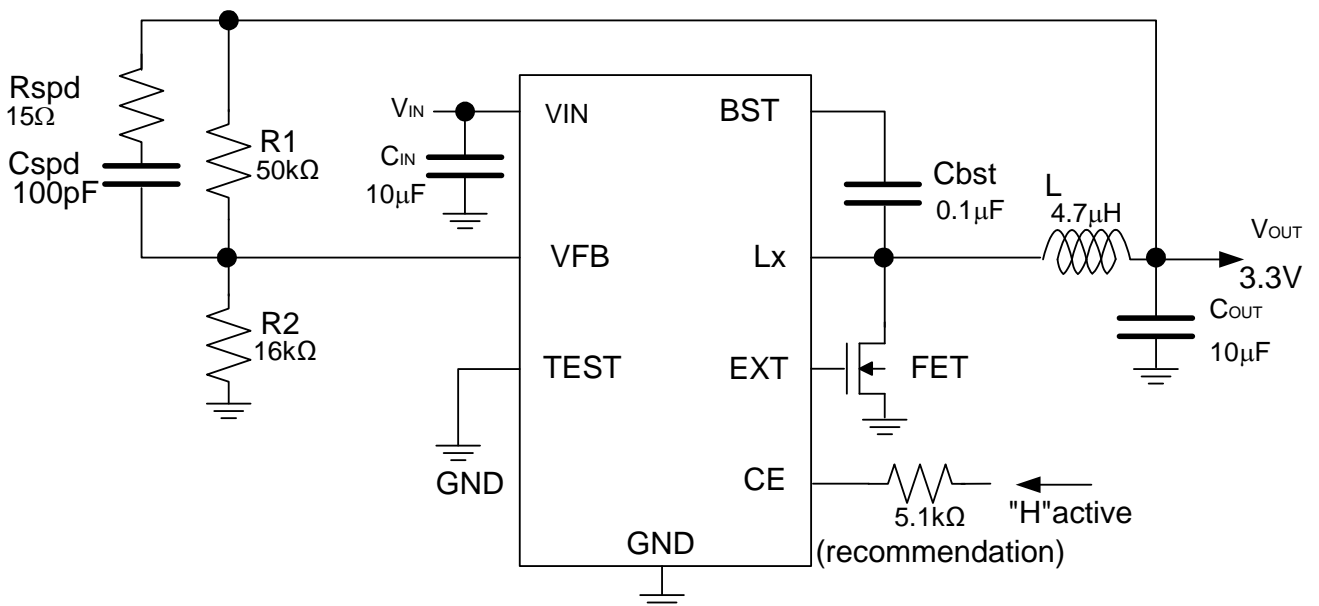 Rspd
15Ω
Cspd
100pF
R1
50kΩ
R2
16kΩ
VIN
CIN
10μF
VIN
VFB
TEST
GND
GND
BST
Lx
EXT
CE
Cbst
0.1μF
L
4.7μH
VOUT
3.3V
COUT
10μF
FET
5.1kΩ
"H"active
(recommendation)